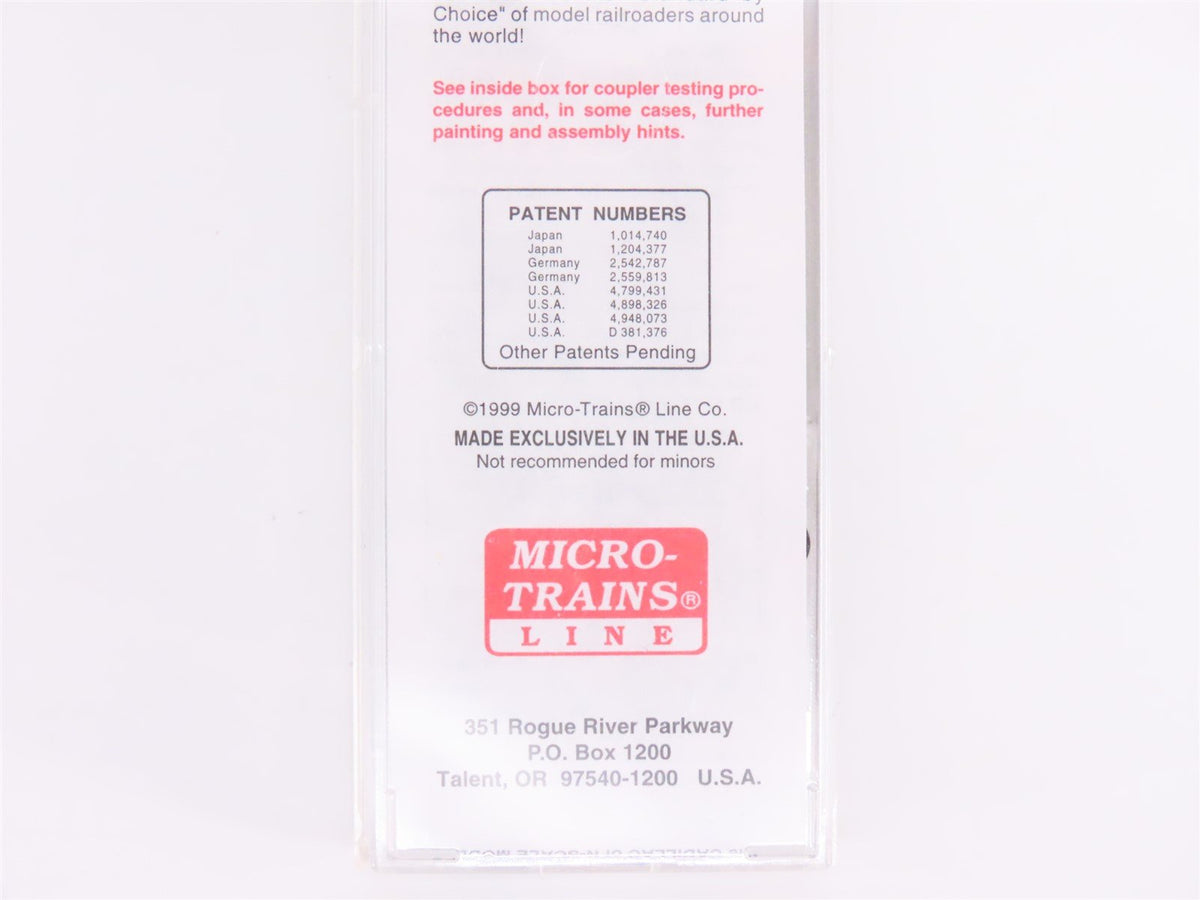 Choice" of model railroaders around
the world!
See inside box for coupler testing pro-
cedures and, in some cases, further
painting and assembly hints.
PATENT NUMBERS
Japan 1,014,740
Japan 1,204,377
Germany 2,542,787
Germany 2,559,813
U.S.A. 4,799,431
U.S.A. 4,898,326
U.S.A. 4,948,073
U.S.A. D 381,376
Other Patents Pending
©1999 Micro-Trains® Line Co.
MADE EXCLUSIVELY IN THE U.S.A.
Not recommended for minors
MICRO-
TRAINS®
LINE
351 Rogue River Parkway
P.O. Box 1200
Talent, OR 97540-1200 U.S.A.